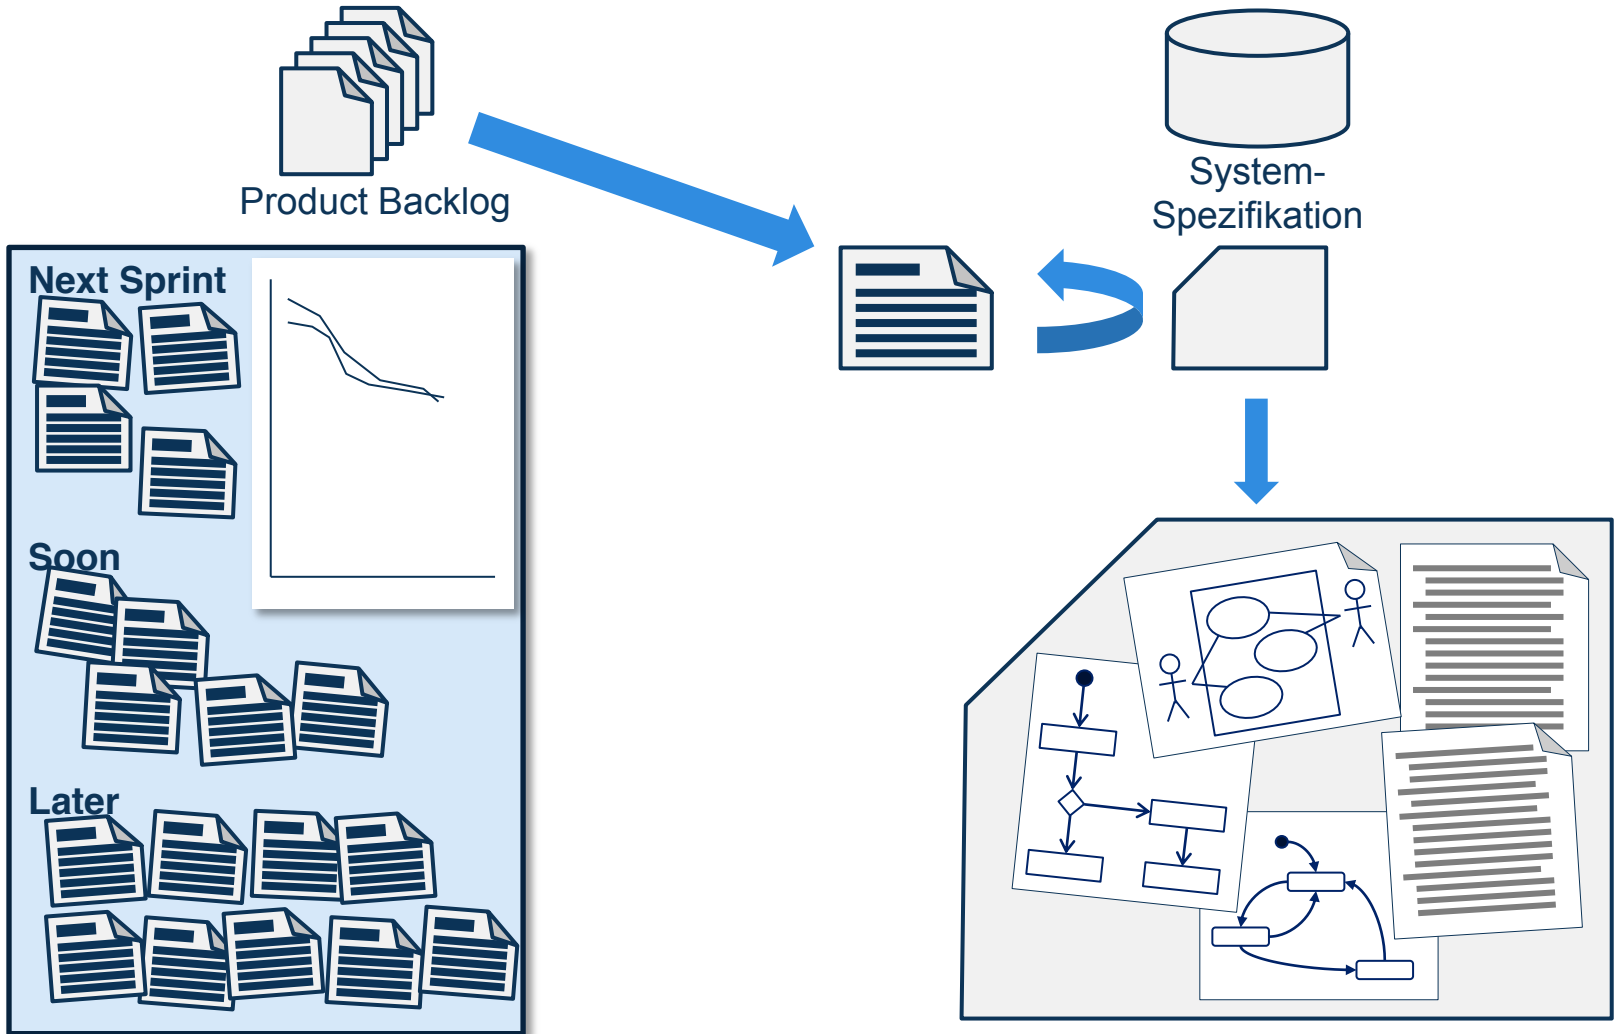 Product Backlog
System-
Spezifikation
Next Sprint
Soon
Later